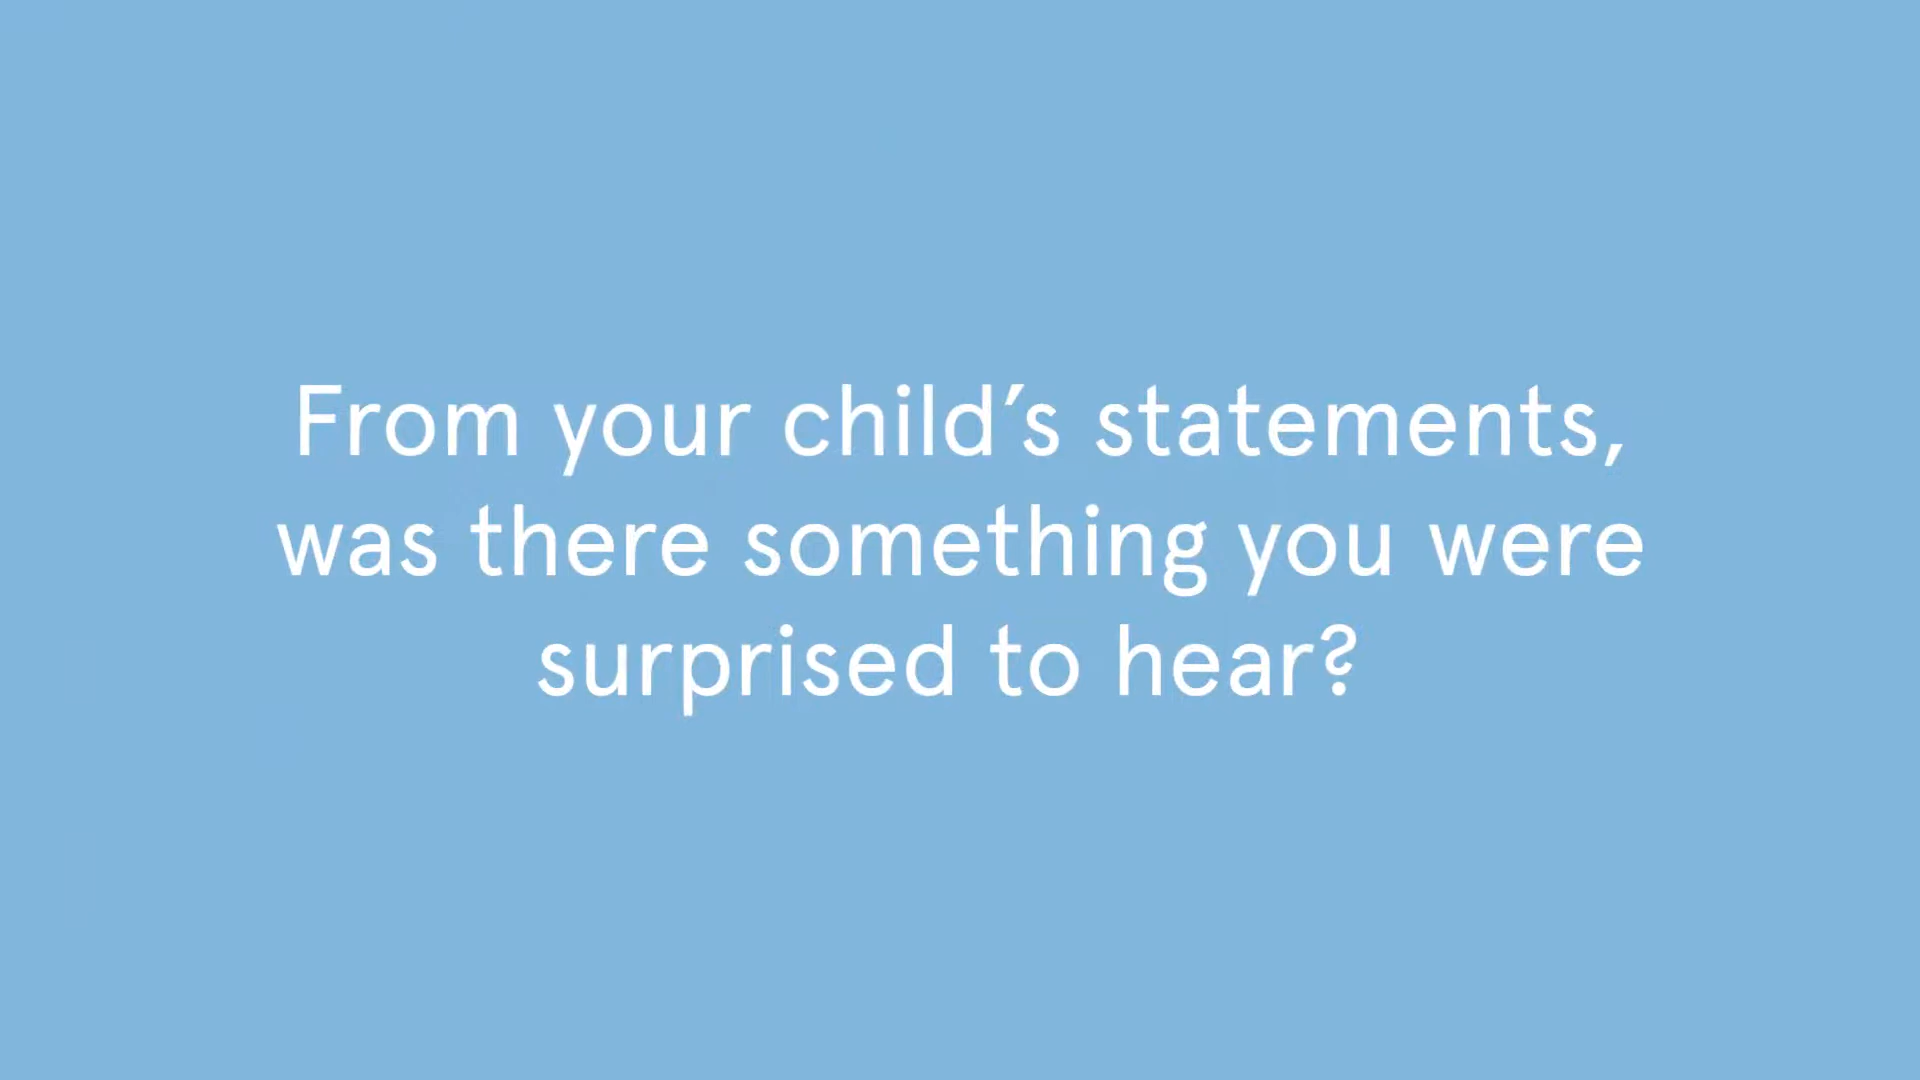 From your child’s statements,
was there something you were
surprised to hear?